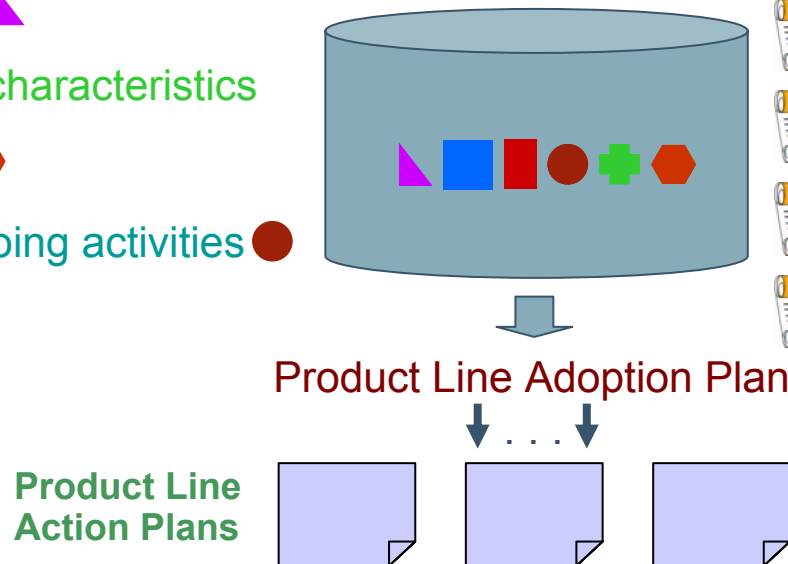 characteristics
ping activities
Product Line Adoption Plan
. . .
Product Line
Action Plans